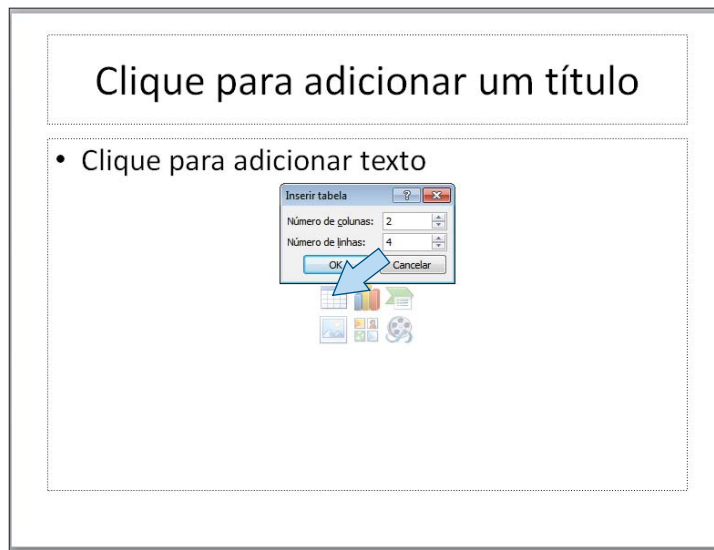 Clique para adicionar um título
• Clique para adicionar texto
Inserir tabela
Número de colunas: 2
Número de linhas: 4
OK Cancelar